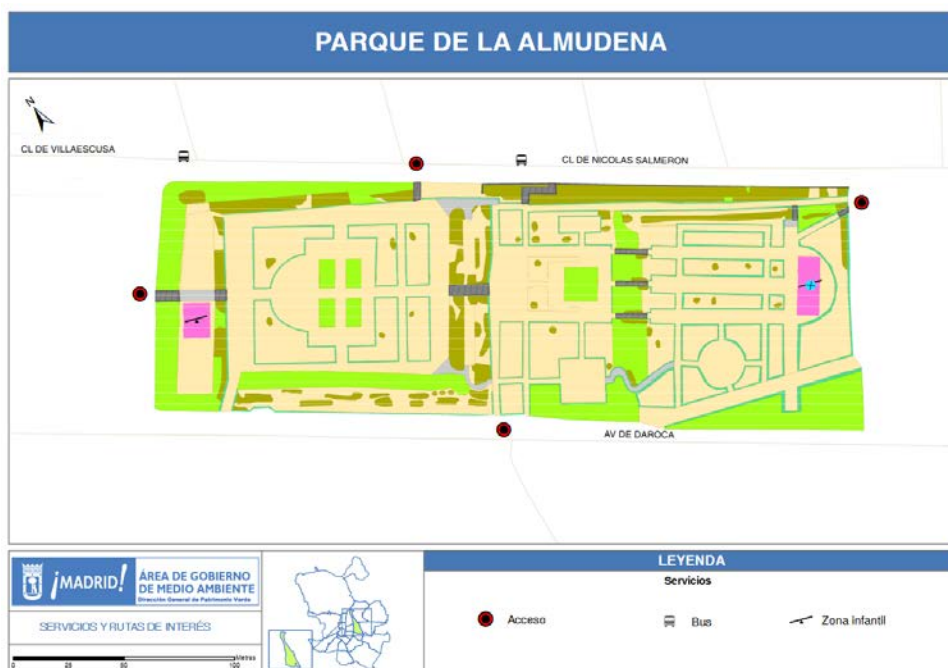 PARQUE DE LA ALMUDENA
N
CL DE VILLAESCUSA
CL DE NICOLAS SALMERON
AV DE DAROCA
¡MADRID!
ÁREA DE GOBIERNO
DE MEDIO AMBIENTE
Dirección General de Patrimonio Verde
SERVICIOS Y RUTAS DE INTERÉS
Metros
0 25 50 100
LEYENDA
Servicios
Acceso
Bus
Zona infantil